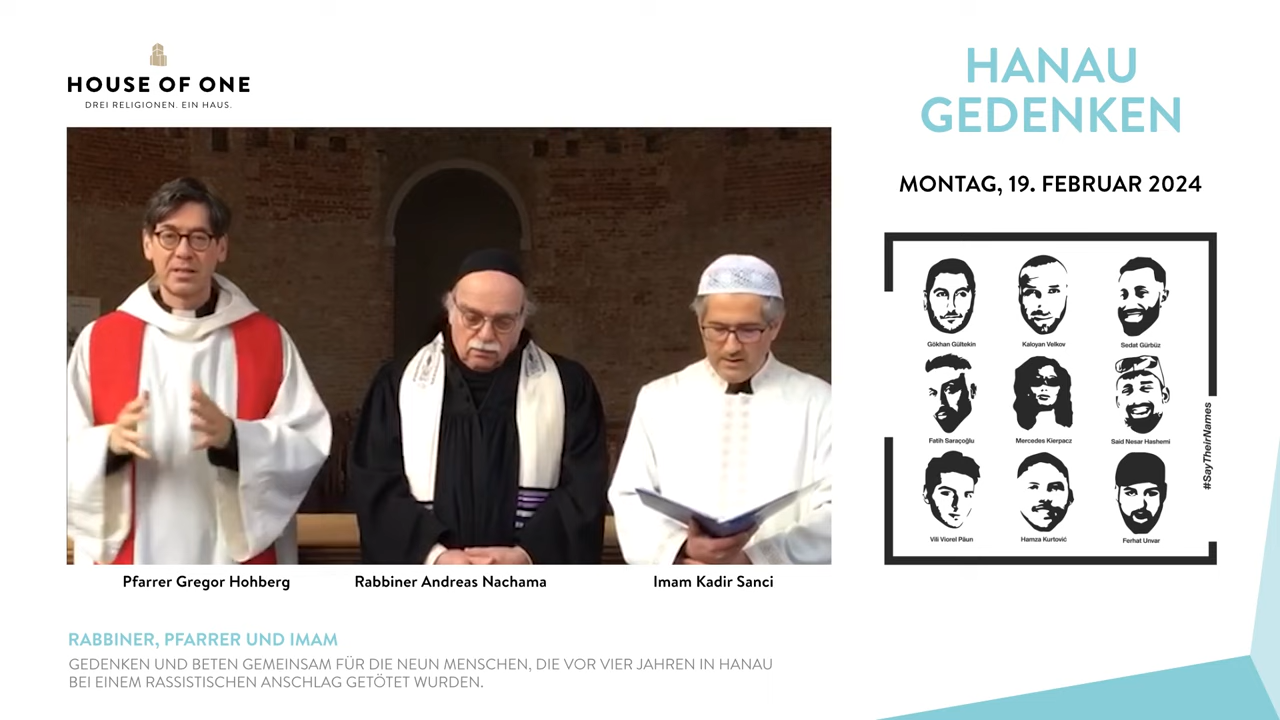 HOUSE OF ONE
DREI RELIGIONEN. EIN HAUS.
HANAU
GEDENKEN
MONTAG, 19. FEBRUAR 2024
Gökhan Gültekin
Kaloyan Velkov
Sedat Gürbüz
Fatih Saraçoğlu
Mercedes Kierpacz
Said Nesar Hashemi
Vili Viorel Păun
Hamza Kurtović
Ferhat Unvar
#SayTheirNames
Pfarrer Gregor Hohberg
Rabbiner Andreas Nachama
Imam Kadir Sanci
RABBINER, PFARRER UND IMAM
GEDENKEN UND BETEN GEMEINSAM FÜR DIE NEUN MENSCHEN, DIE VOR VIER JAHREN IN HANAU
BEI EINEM RASSISTISCHEN ANSCHLAG GETÖTET WURDEN.